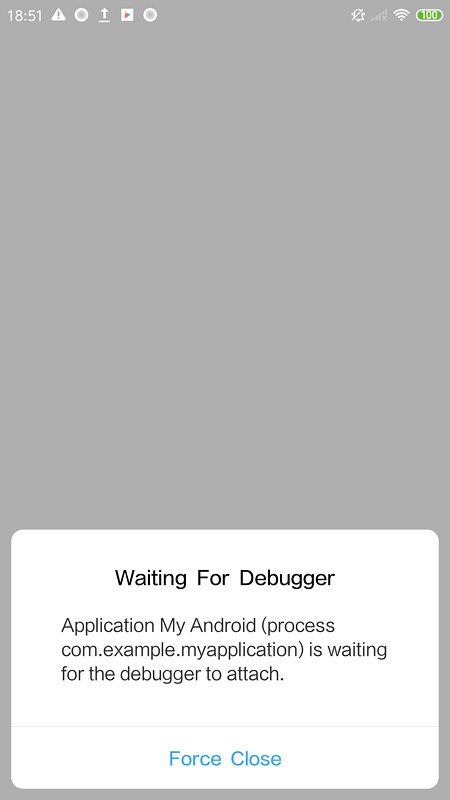 18:51
100
Waiting For Debugger
Application My Android (process
com.example.myapplication) is waiting
for the debugger to attach.
Force Close